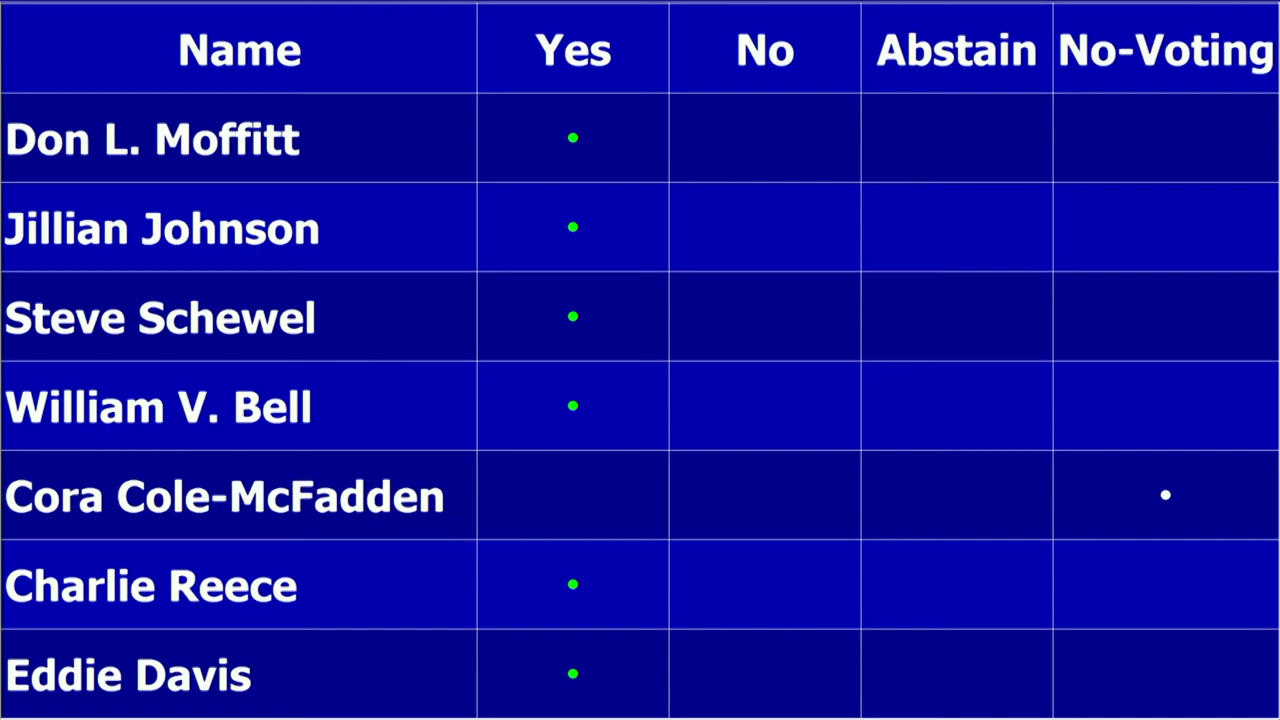 Name Yes No Abstain No-Voting
Don L. Moffitt
Jillian Johnson
Steve Schewel
William V. Bell
Cora Cole-McFadden
Charlie Reece
Eddie Davis